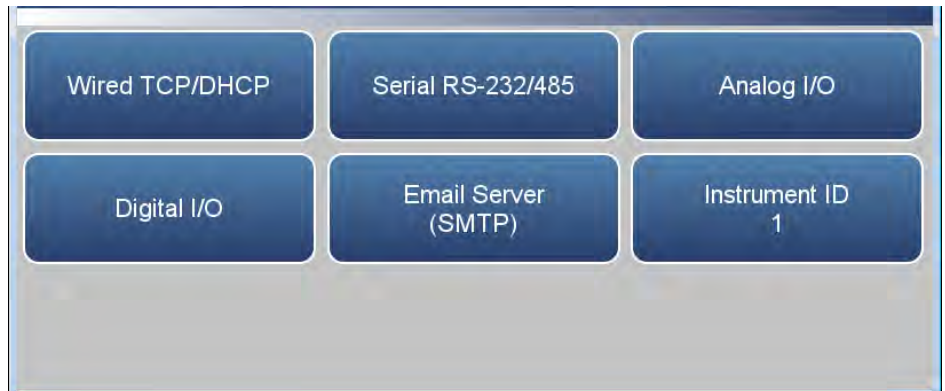 Wired TCP/DHCP
Serial RS-232/485
Analog I/O
Digital I/O
Email Server
(SMTP)
Instrument ID
1